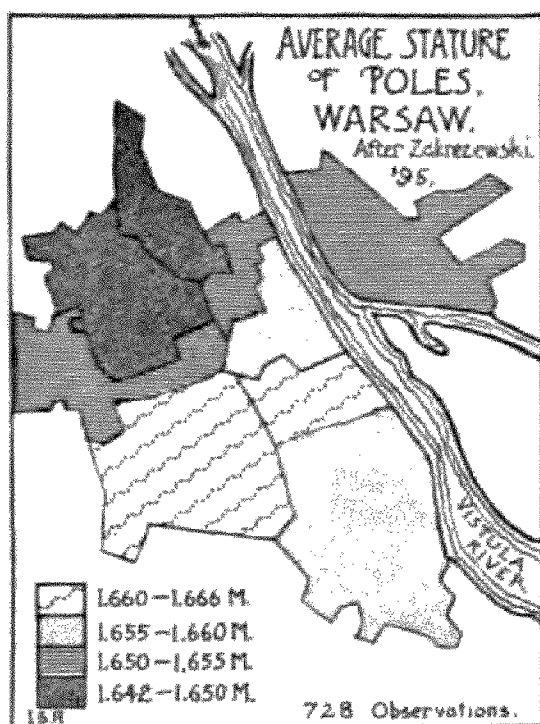 AVERAGE STATURE
OF POLES,
WARSAW.
After Zakrezewski
'95.
VISTULA
RIVER
1.660–1.666 M.
1.655–1.660 M.
1.650–1.655 M.
1.642–1.650 M.
728 Observations.